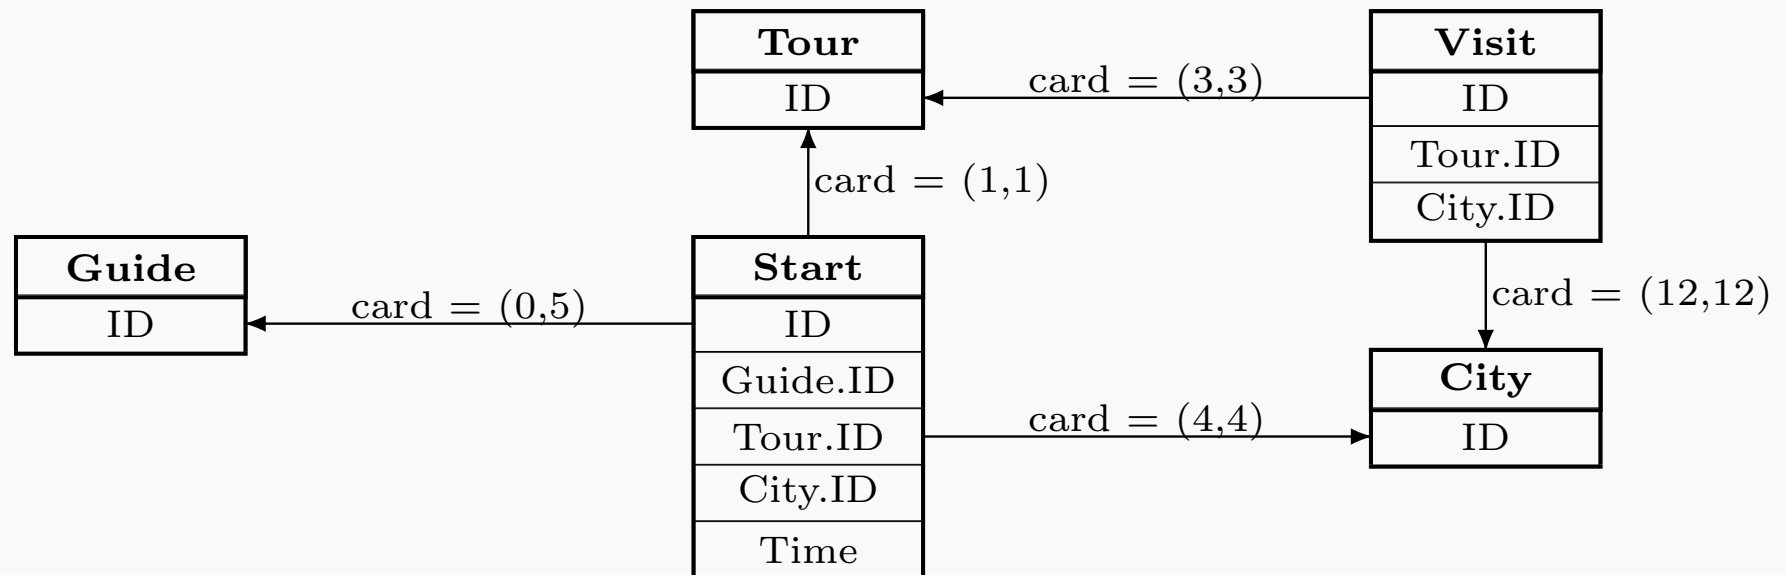 Tour
ID
Visit
ID
Tour.ID
City.ID
card = (3,3)
card = (1,1)
Guide
ID
card = (0,5)
Start
ID
Guide.ID
Tour.ID
City.ID
Time
card = (12,12)
card = (4,4)
City
ID